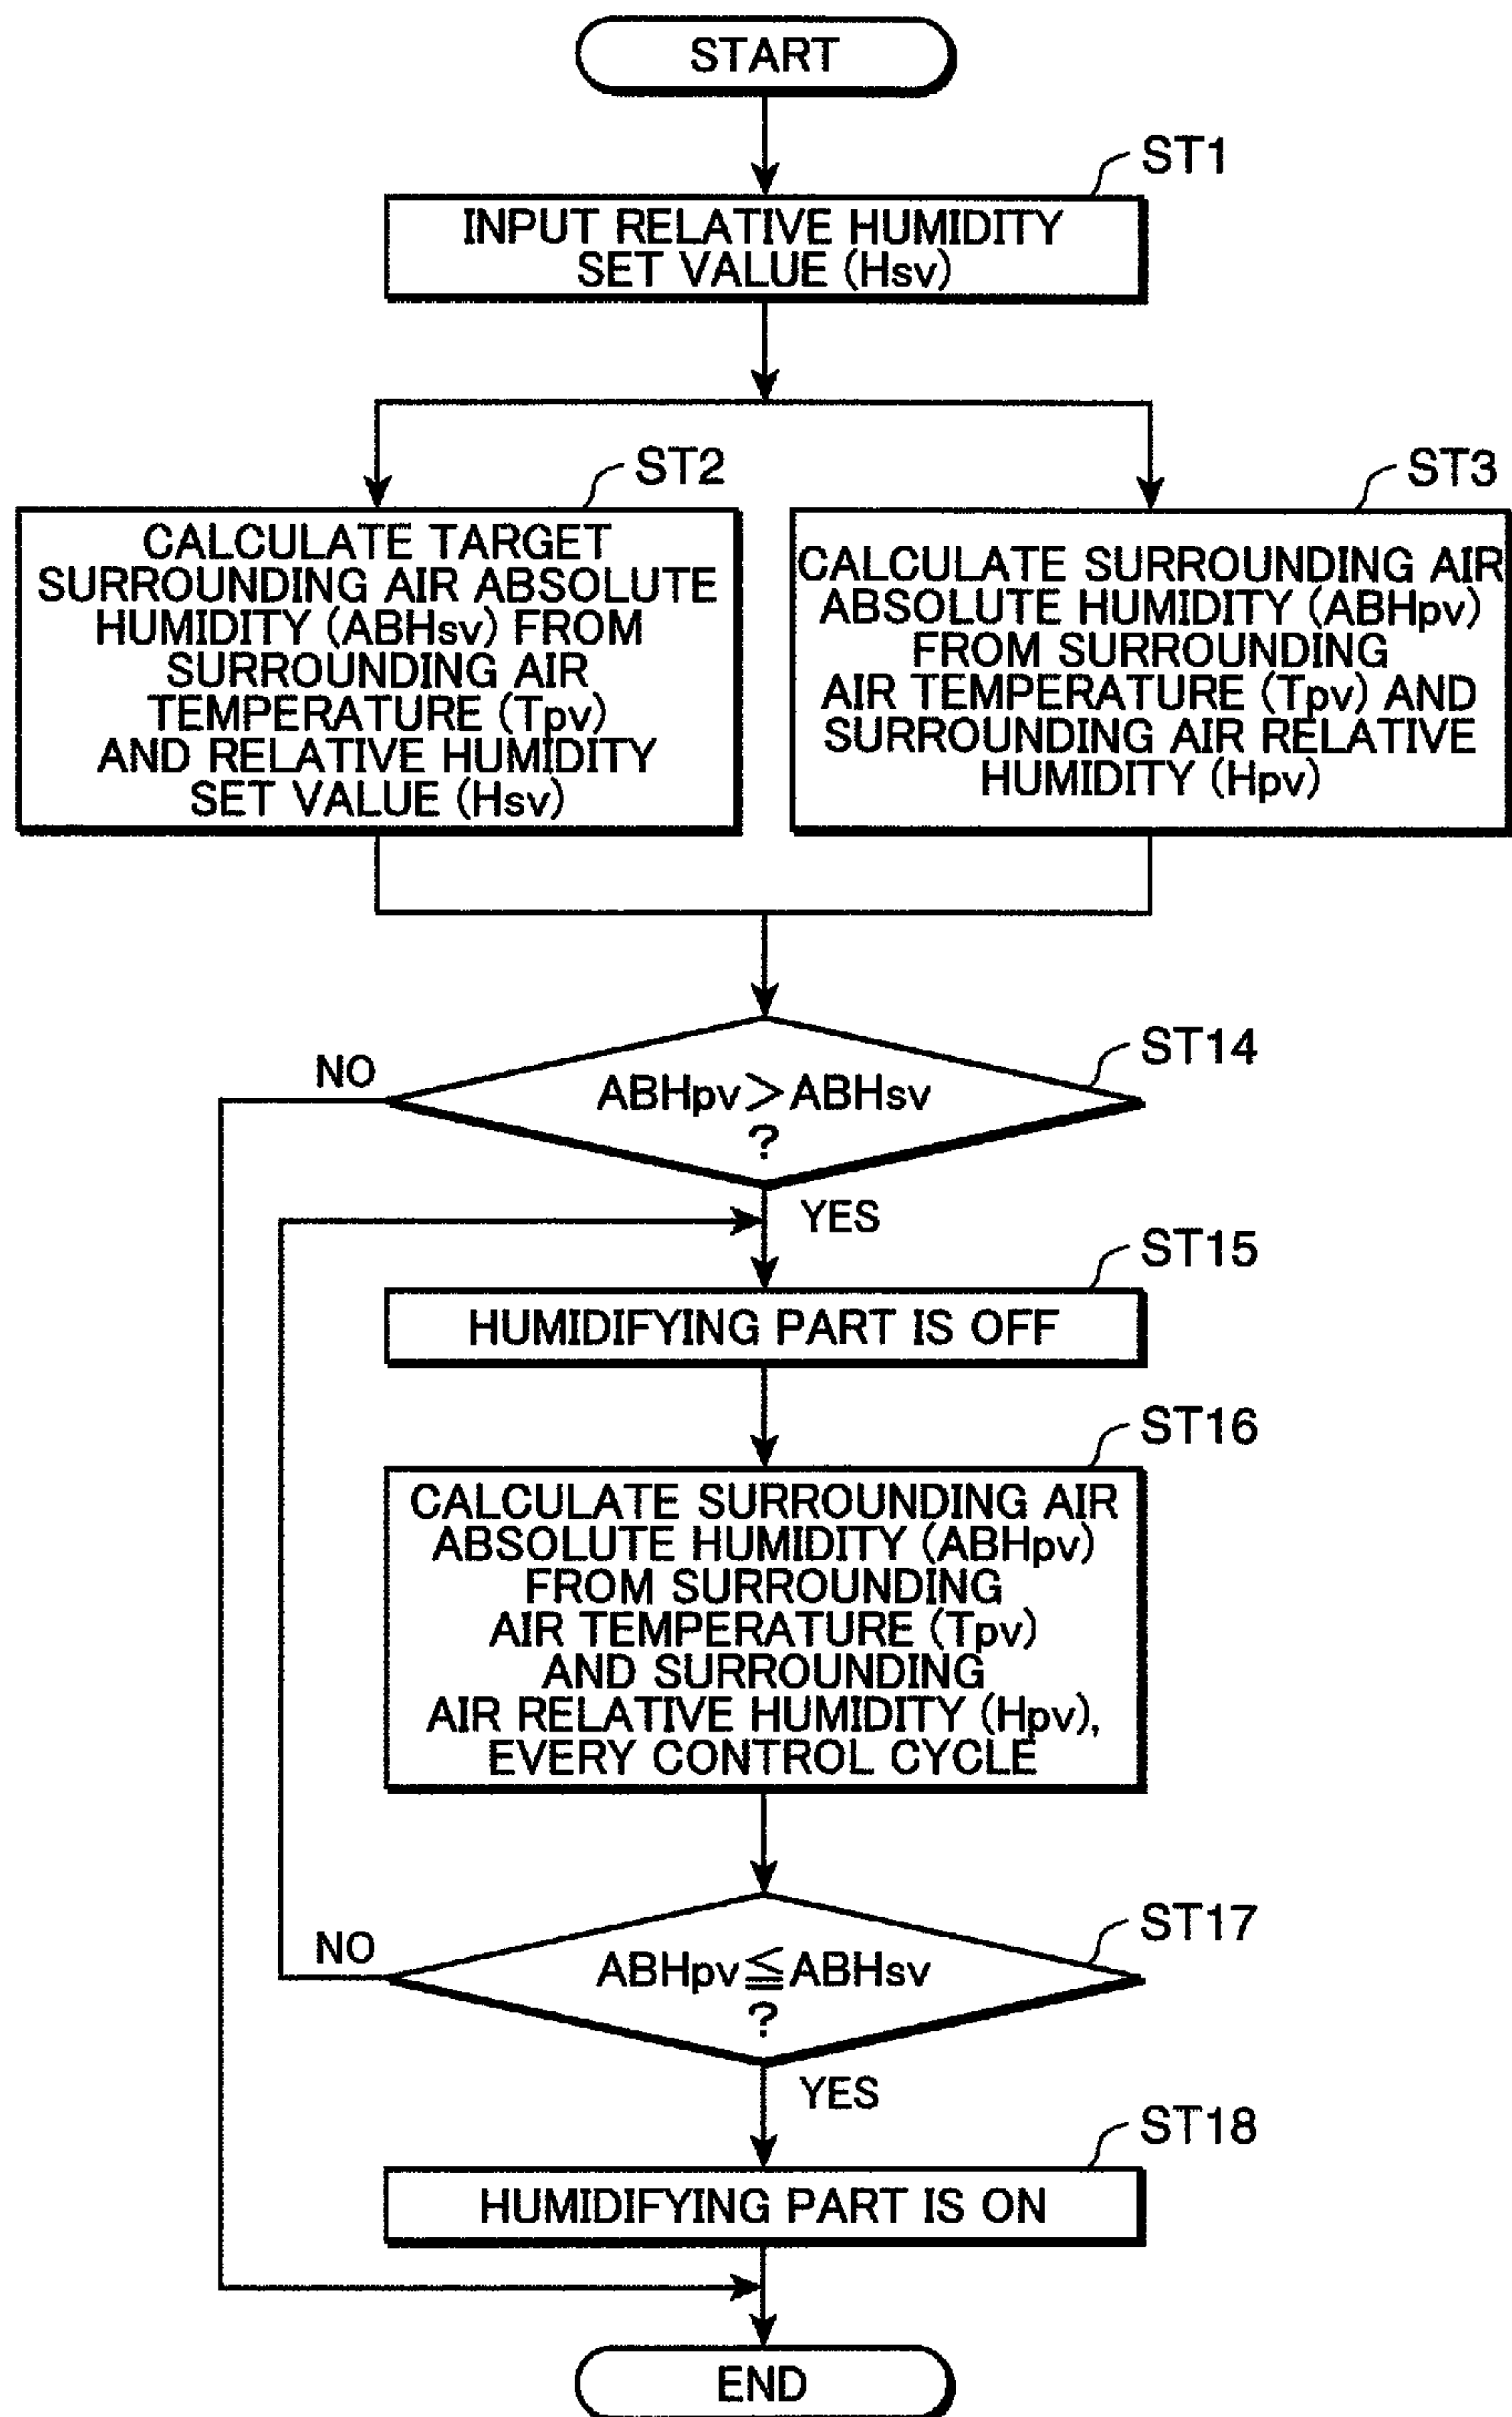 START
ST1
INPUT RELATIVE HUMIDITY
SET VALUE (Hsv)
ST2
CALCULATE TARGET
SURROUNDING AIR ABSOLUTE
HUMIDITY (ABHsv) FROM
SURROUNDING AIR
TEMPERATURE (Tpv)
AND RELATIVE HUMIDITY
SET VALUE (Hsv)
ST3
CALCULATE SURROUNDING AIR
ABSOLUTE HUMIDITY (ABHpv)
FROM SURROUNDING
AIR TEMPERATURE (Tpv) AND
SURROUNDING AIR RELATIVE
HUMIDITY (Hpv)
ST14
NO
ABHpv＞ABHsv
?
YES
ST15
HUMIDIFYING PART IS OFF
ST16
CALCULATE SURROUNDING AIR
ABSOLUTE HUMIDITY (ABHpv)
FROM SURROUNDING
AIR TEMPERATURE (Tpv)
AND SURROUNDING
AIR RELATIVE HUMIDITY (Hpv),
EVERY CONTROL CYCLE
ST17
NO
ABHpv≦ABHsv
?
YES
ST18
HUMIDIFYING PART IS ON
END